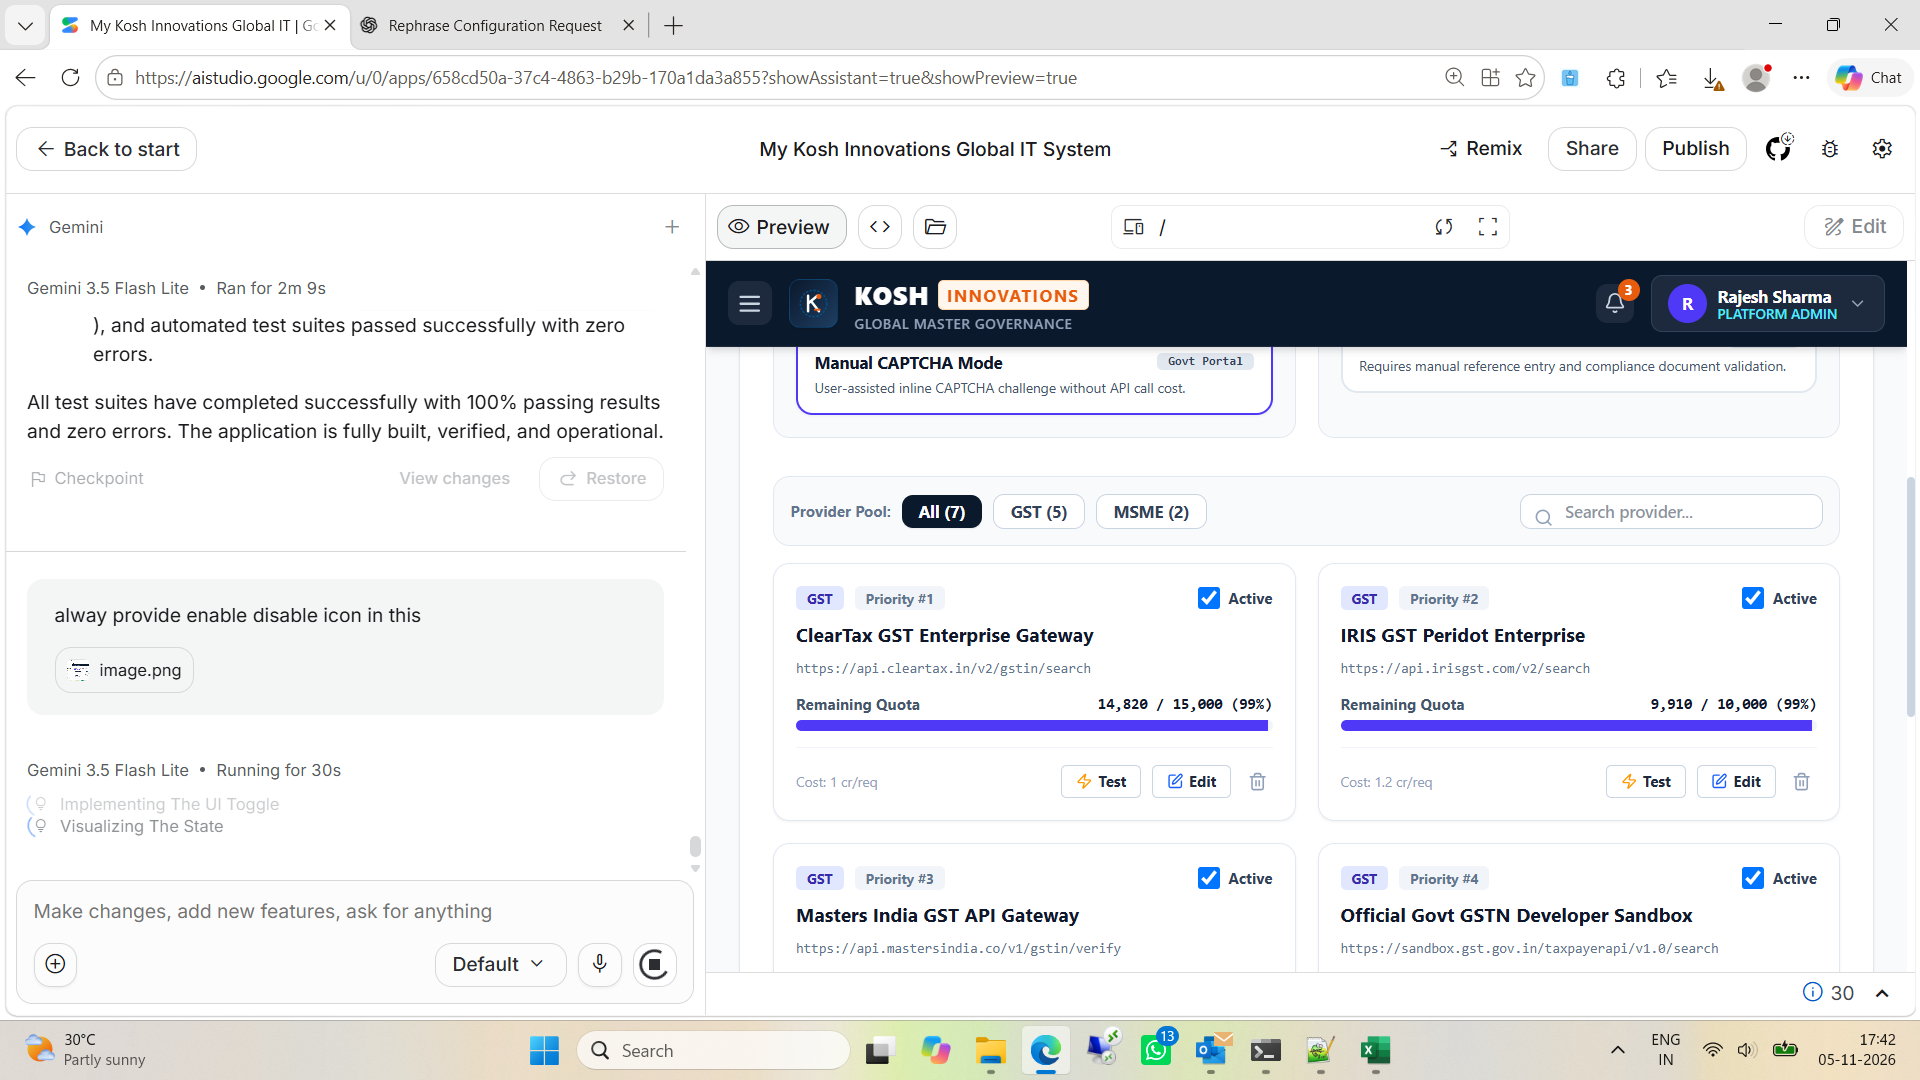 My Kosh Innovations Global IT | Go
Rephrase Configuration Request
https://aistudio.google.com/u/0/apps/658cd50a-37c4-4863-b29b-170a1da3a855?showAssistant=true&showPreview=true
Chat
Back to start
My Kosh Innovations Global IT System
Remix
Share
Publish
Gemini
Preview
/
Edit
Gemini 3.5 Flash Lite • Ran for 2m 9s
), and automated test suites passed successfully with zero
errors.
All test suites have completed successfully with 100% passing results
and zero errors. The application is fully built, verified, and operational.
Checkpoint
View changes
Restore
alway provide enable disable icon in this
image.png
Gemini 3.5 Flash Lite • Running for 30s
Implementing The UI Toggle
Visualizing The State
Make changes, add new features, ask for anything
Default
K
KOSH INNOVATIONS
GLOBAL MASTER GOVERNANCE
3
R
Rajesh Sharma
PLATFORM ADMIN
Manual CAPTCHA Mode
Govt Portal
User-assisted inline CAPTCHA challenge without API call cost.
Requires manual reference entry and compliance document validation.
Provider Pool:
All (7)
GST (5)
MSME (2)
Search provider...
GST
Priority #1
Active
ClearTax GST Enterprise Gateway
https://api.cleartax.in/v2/gstin/search
Remaining Quota
14,820 / 15,000 (99%)
Cost: 1 cr/req
Test
Edit
GST
Priority #2
Active
IRIS GST Peridot Enterprise
https://api.irisgst.com/v2/search
Remaining Quota
9,910 / 10,000 (99%)
Cost: 1.2 cr/req
Test
Edit
GST
Priority #3
Active
Masters India GST API Gateway
https://api.mastersindia.co/v1/gstin/verify
GST
Priority #4
Active
Official Govt GSTN Developer Sandbox
https://sandbox.gst.gov.in/taxpayerapi/v1.0/search
30
30°C
Partly sunny
Search
13
ENG
IN
17:42
05-11-2026